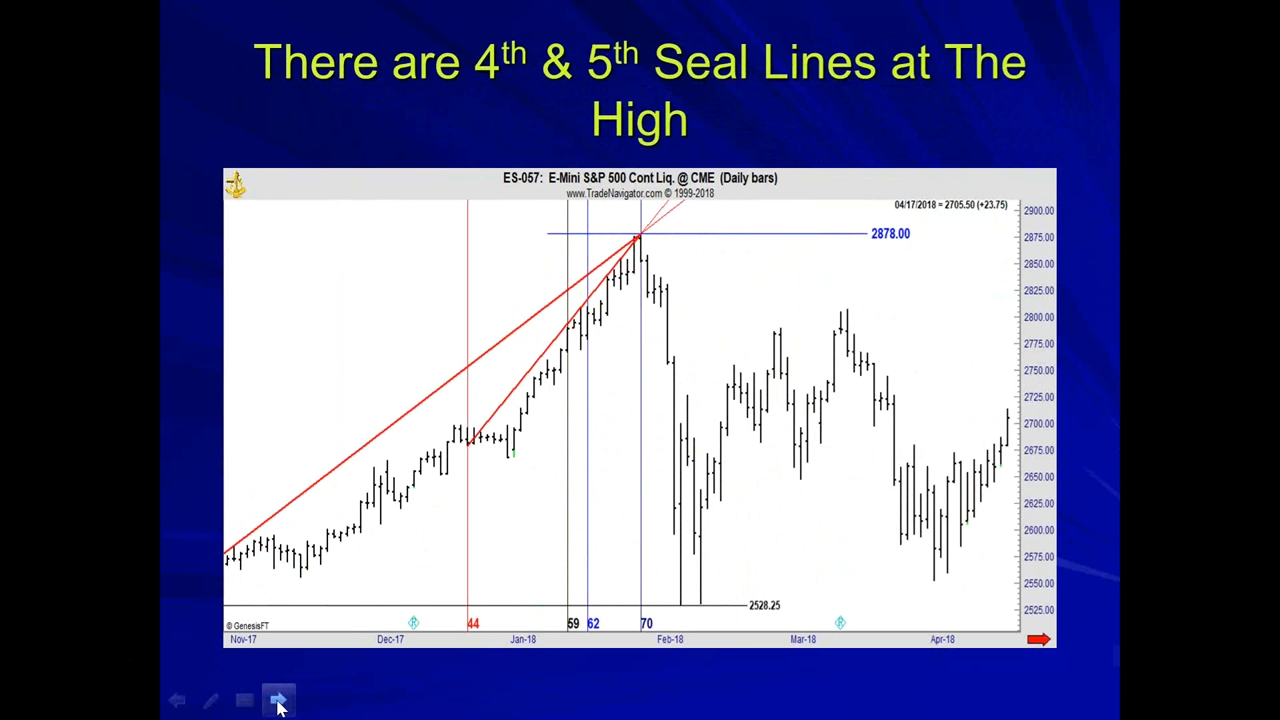 There are 4th & 5th Seal Lines at The
High
ES-057: E-Mini S&P 500 Cont Liq. @ CME (Daily bars)
www.TradeNavigator.com © 1999-2018
04/17/2018 = 2705.50 (+23.75)
2900.00
2878.00
2875.00
2850.00
2825.00
2800.00
2775.00
2750.00
2725.00
2700.00
2675.00
2650.00
2625.00
2600.00
2575.00
2550.00
2528.25
2525.00
© GenesisFT
R
44
59
62
70
R
Nov-17
Dec-17
Jan-18
Feb-18
Mar-18
Apr-18